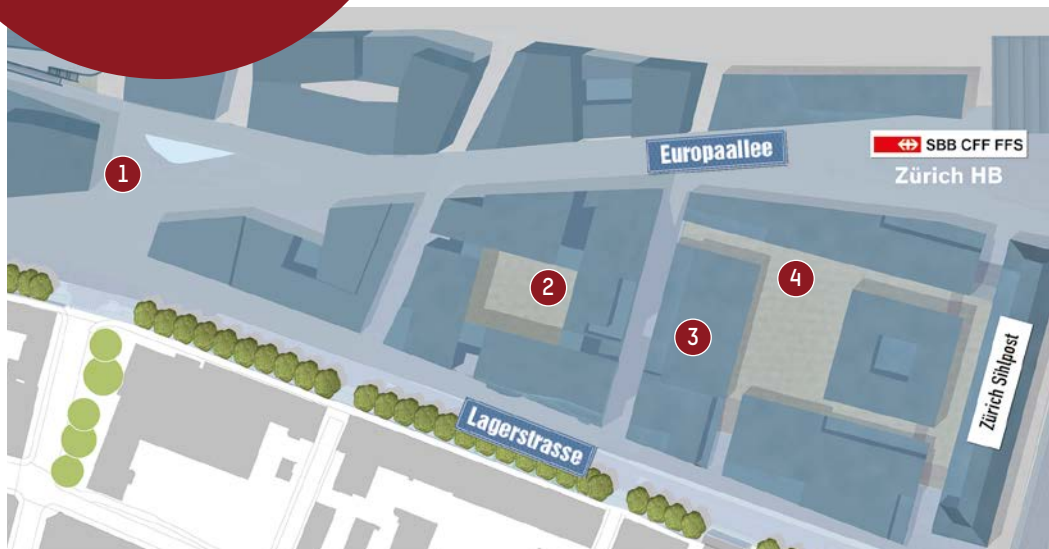 Europaallee
SBB CFF FFS
Zürich HB
1
2
4
3
Zürich Sihlpost
Lagerstrasse